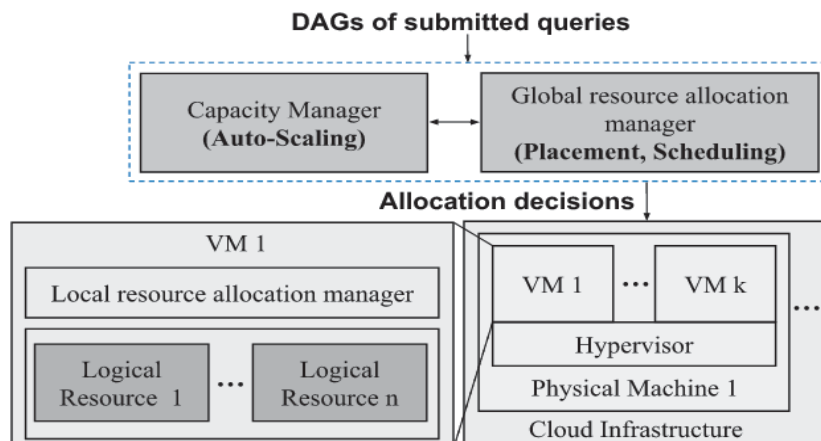 DAGs of submitted queries
Capacity Manager
(Auto-Scaling)
Global resource allocation
manager
(Placement, Scheduling)
Allocation decisions
VM 1
Local resource allocation manager
Logical
Resource 1
...
Logical
Resource n
VM 1
...
VM k
...
Hypervisor
Physical Machine 1
Cloud Infrastructure